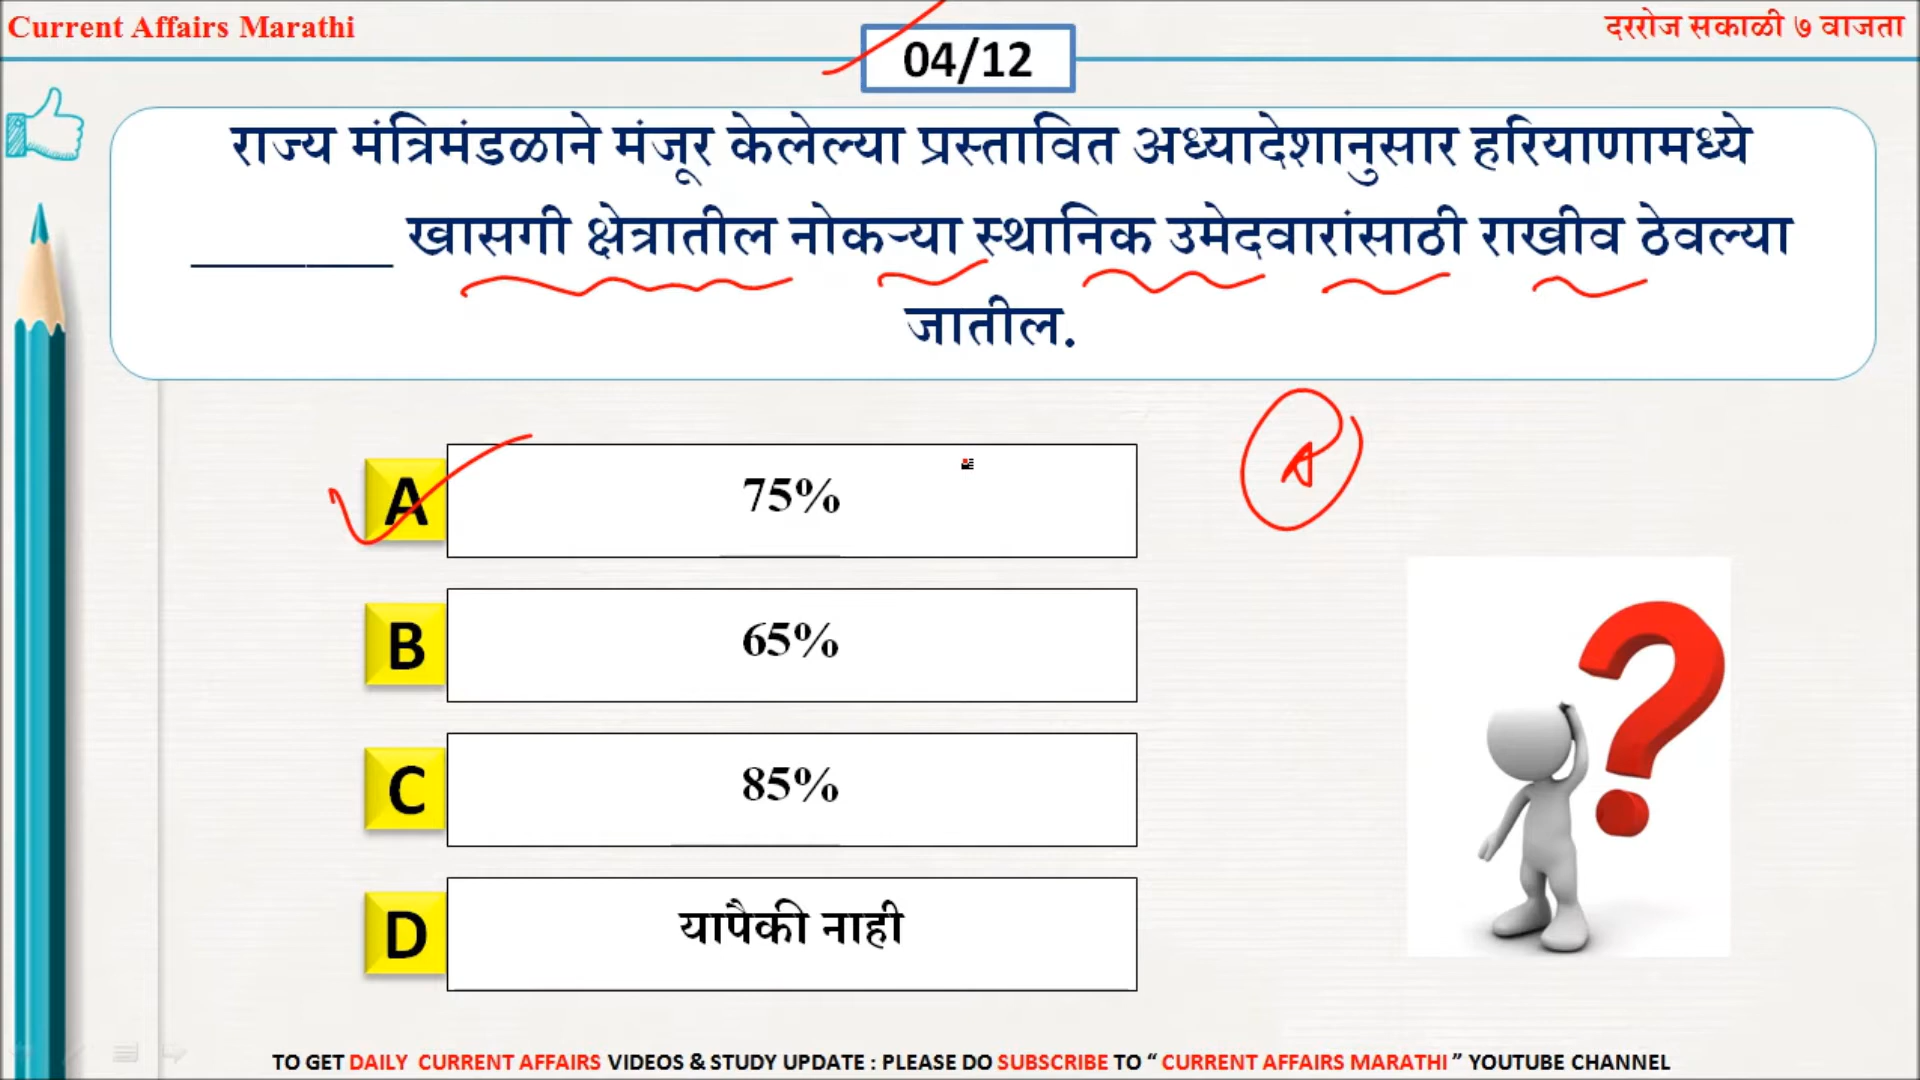 Current Affairs Marathi
दररोज सकाळी ७ वाजता
04/12
राज्य मंत्रिमंडळाने मंजूर केलेल्या प्रस्तावित अध्यादेशानुसार हरियाणामध्ये
_______ खासगी क्षेत्रातील नोकऱ्या स्थानिक उमेदवारांसाठी राखीव ठेवल्या
जातील.
A
A 75%
B 65%
C 85%
D यापैकी नाही
TO GET DAILY CURRENT AFFAIRS VIDEOS & STUDY UPDATE : PLEASE DO SUBSCRIBE TO “ CURRENT AFFAIRS MARATHI ” YOUTUBE CHANNEL